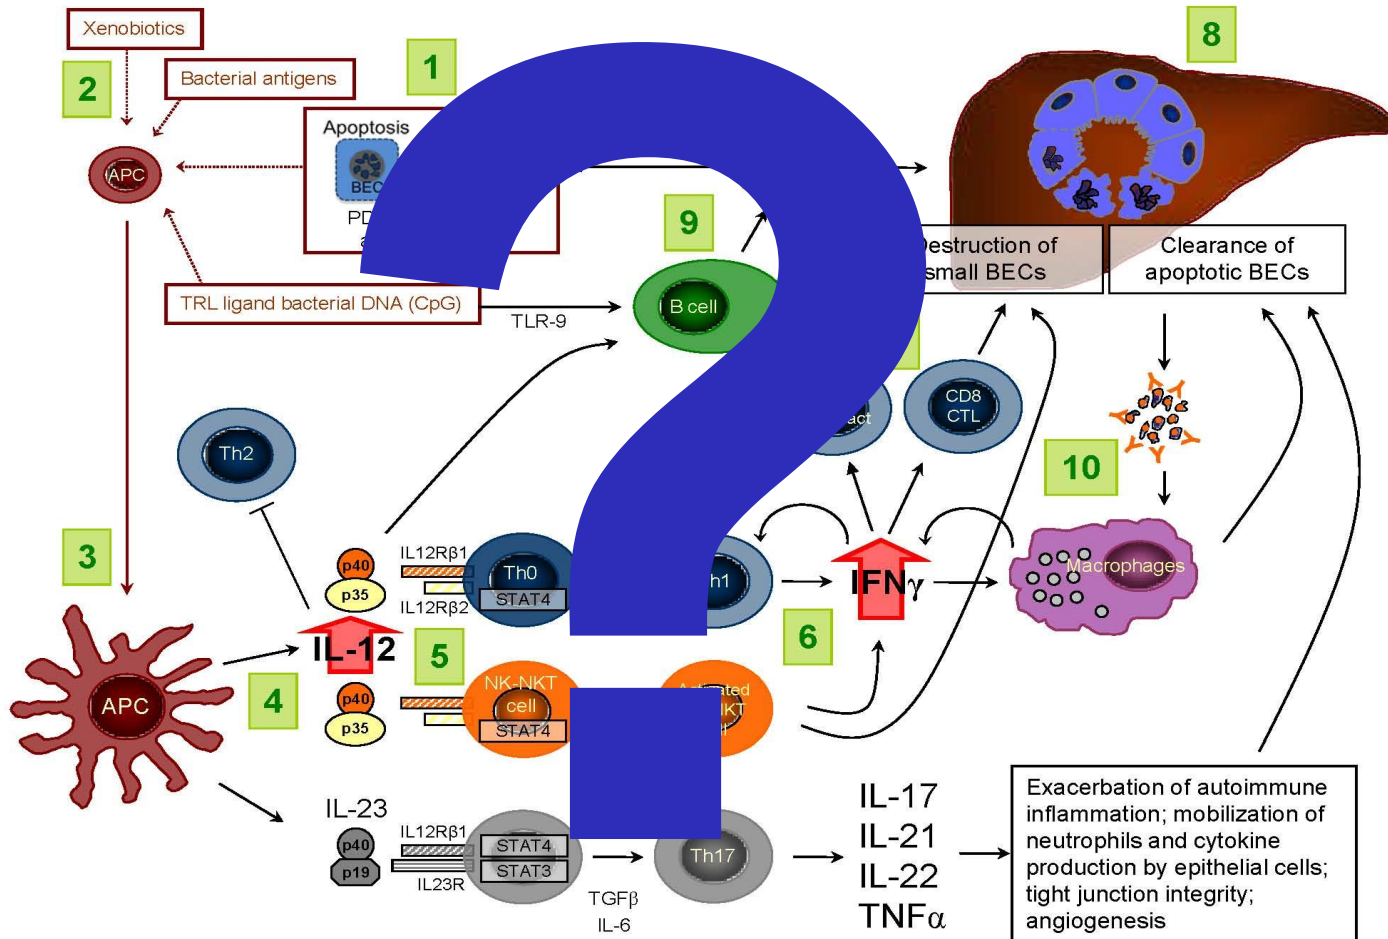 Xenobiotics
2
Bacterial antigens
1
8
Apoptosis
APC
BEC
9
Destruction of
small BECs
Clearance of
apoptotic BECs
TRL ligand bacterial DNA (CpG)
TLR-9
B cell
CD8
CTL
Th2
10
3
IL12Rβ1
p40
p35
IL12Rβ2
Th0
STAT4
Th1
IFNγ
Macrophages
6
IL-12
5
4
APC
p40
p35
NK-NKT
cell
STAT4
IL-23
p40
p19
IL12Rβ1
IL23R
STAT4
STAT3
TGFβ
IL-6
Th17
IL-17
IL-21
IL-22
TNFα
Exacerbation of autoimmune
inflammation; mobilization of
neutrophils and cytokine
production by epithelial cells;
tight junction integrity;
angiogenesis